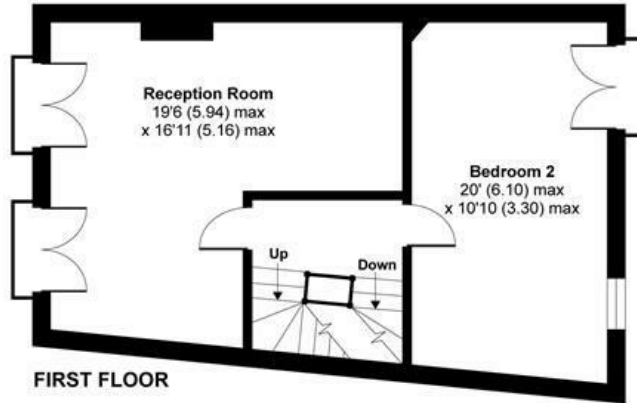 Reception Room
19'6 (5.94) max
x 16'11 (5.16) max
Bedroom 2
20' (6.10) max
x 10'10 (3.30) max
Up
Down
FIRST FLOOR